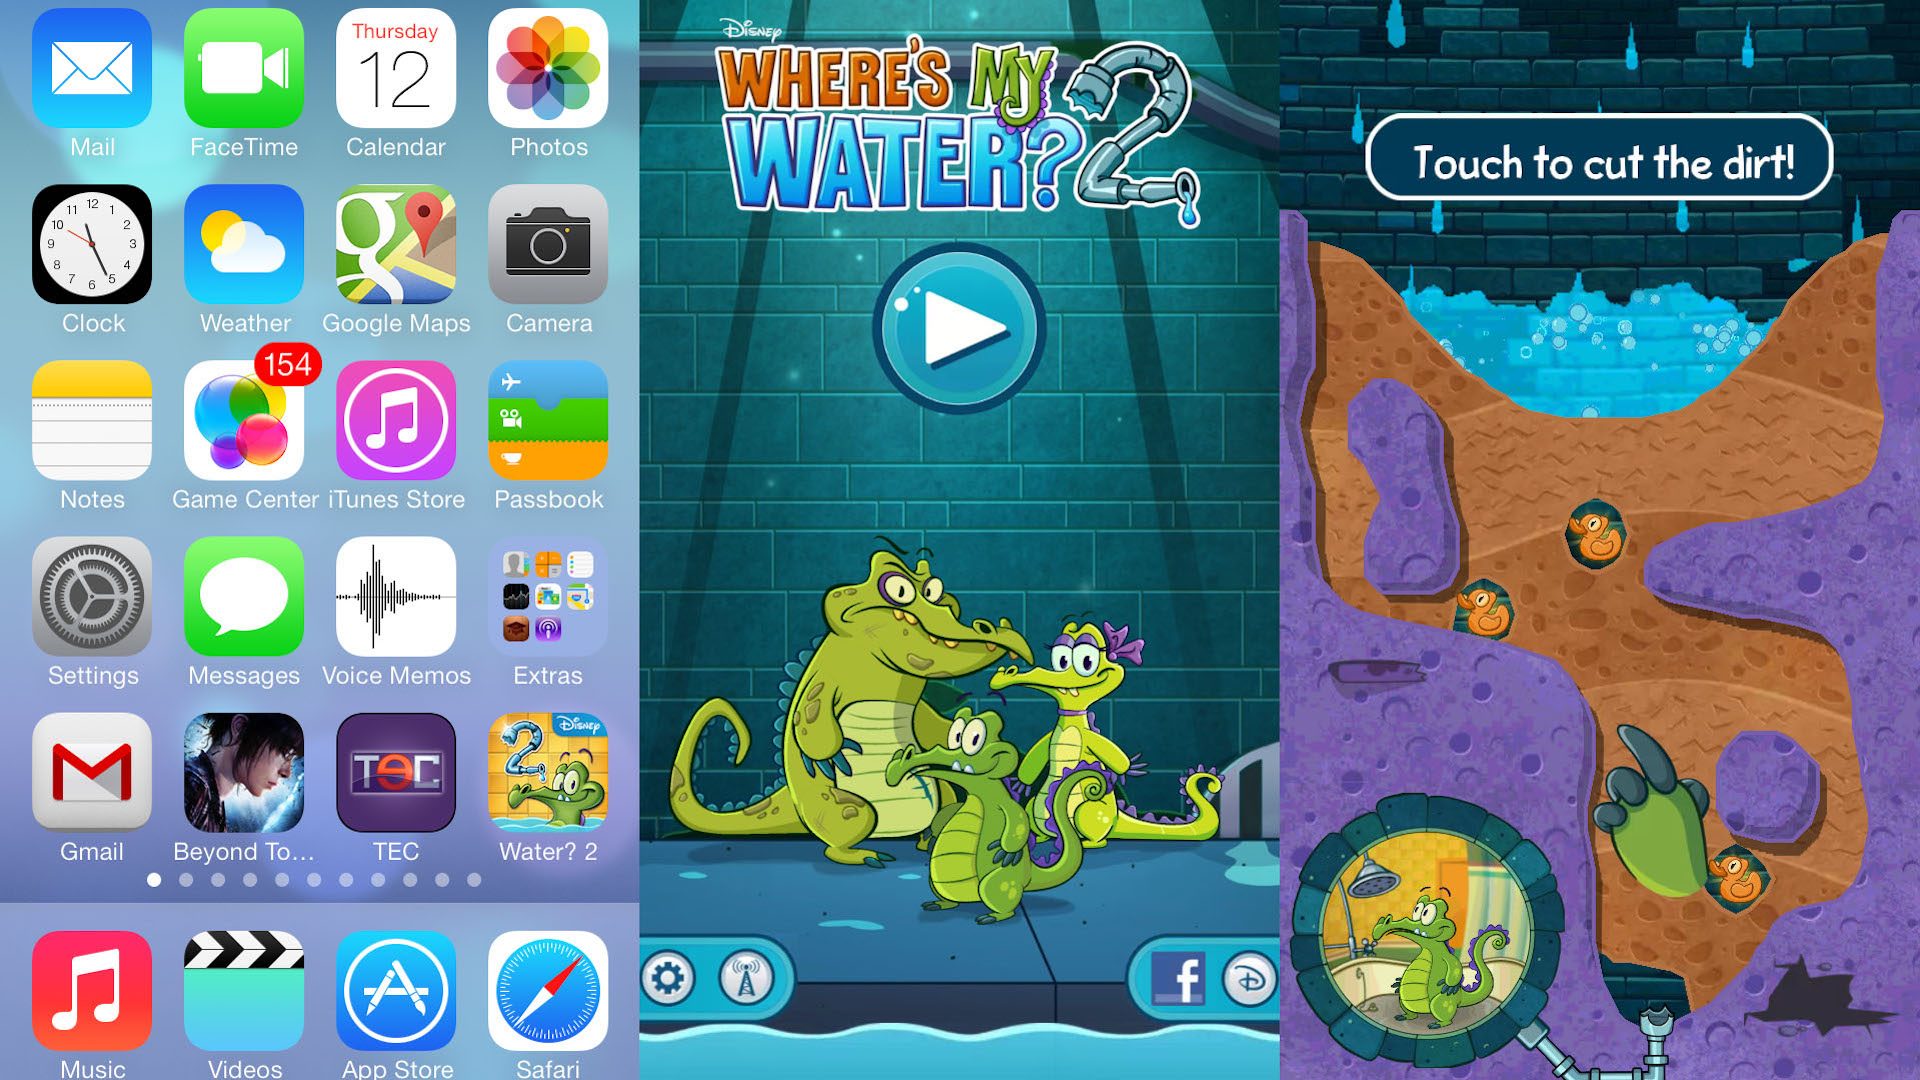 Thursday
12
Mail
FaceTime
Calendar
Photos
12
11
1
10
2
9
3
8
4
7
5
6
Clock
Weather
Google Maps
Camera
154
Notes
Game Center
iTunes Store
Passbook
Settings
Messages
Voice Memos
Extras
TEC
Disney
2
Gmail
Beyond To...
TEC
Water? 2
Music
Videos
App Store
Safari
Disney
WHERE'S MY
WATER? 2
f
D
Touch to cut the dirt!